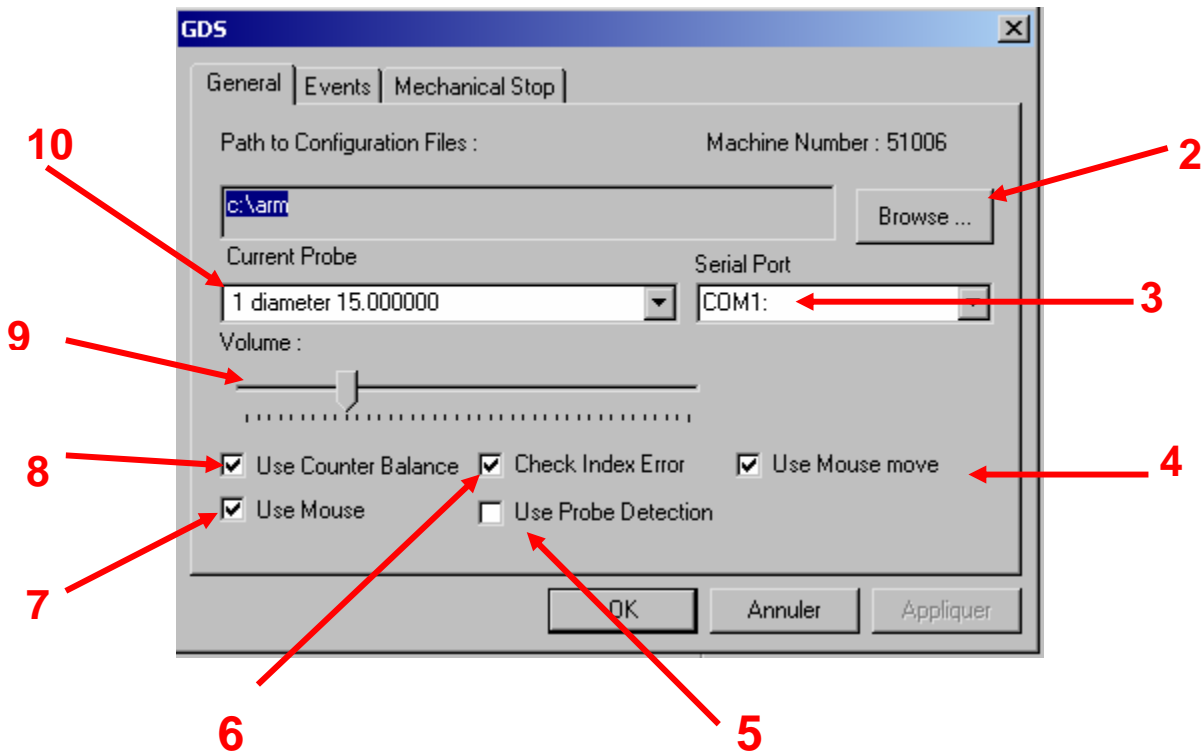 GDS
General Events Mechanical Stop
10
Path to Configuration Files : Machine Number : 51006
2
c:\arm
Browse ...
Current Probe Serial Port
1 diameter 15.000000 COM1:
3
9
Volume :
8
Use Counter Balance Check Index Error Use Mouse move
4
Use Mouse Use Probe Detection
7
OK Annuler Appliquer
6 5